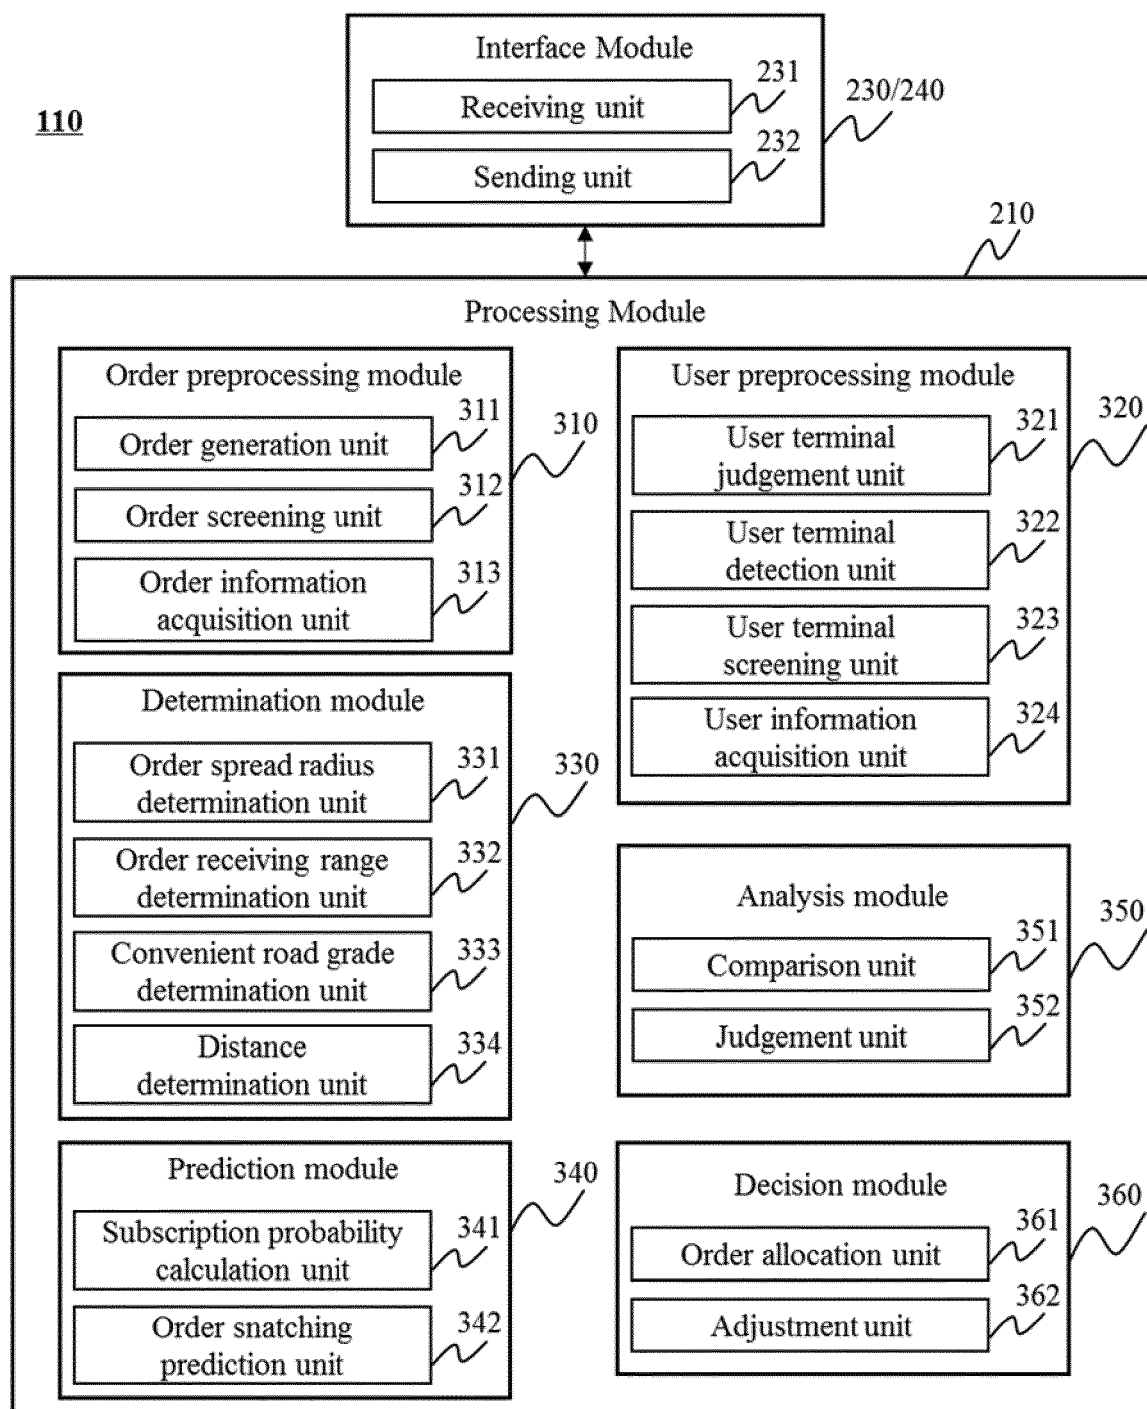 110
Interface Module
Receiving unit
231
Sending unit
232
230/240
210
Processing Module
Order preprocessing module
Order generation unit
311
Order screening unit
312
Order information
acquisition unit
313
310
User preprocessing module
User terminal
judgement unit
321
User terminal
detection unit
322
User terminal
screening unit
323
User information
acquisition unit
324
320
Determination module
Order spread radius
determination unit
331
Order receiving range
determination unit
332
Convenient road grade
determination unit
333
Distance
determination unit
334
330
Analysis module
Comparison unit
351
Judgement unit
352
350
Prediction module
Subscription probability
calculation unit
341
Order snatching
prediction unit
342
340
Decision module
Order allocation unit
361
Adjustment unit
362
360